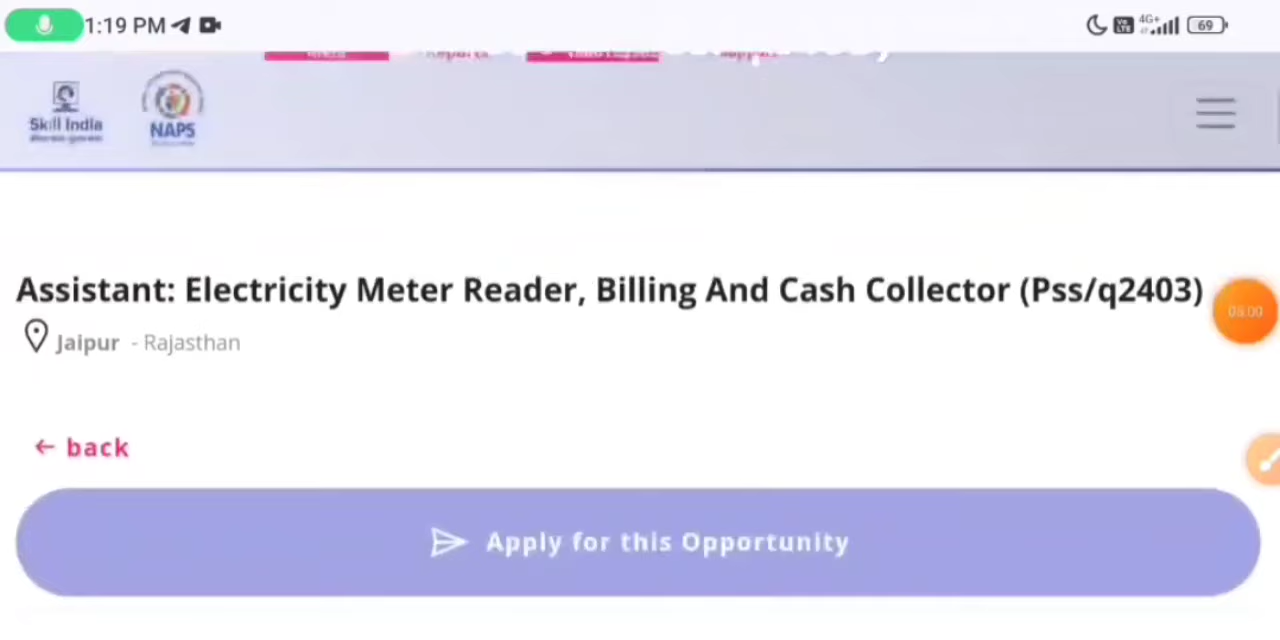 1:19 PM
4G+
69
Skill India
NAPS
Assistant: Electricity Meter Reader, Billing And Cash Collector (Pss/q2403)
Jaipur - Rajasthan
← back
Apply for this Opportunity